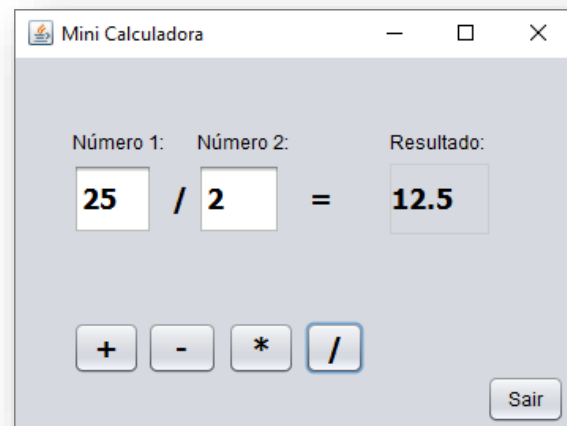 Mini Calculadora
Número 1: Número 2: Resultado:
25 / 2 = 12.5
+ - * /
Sair